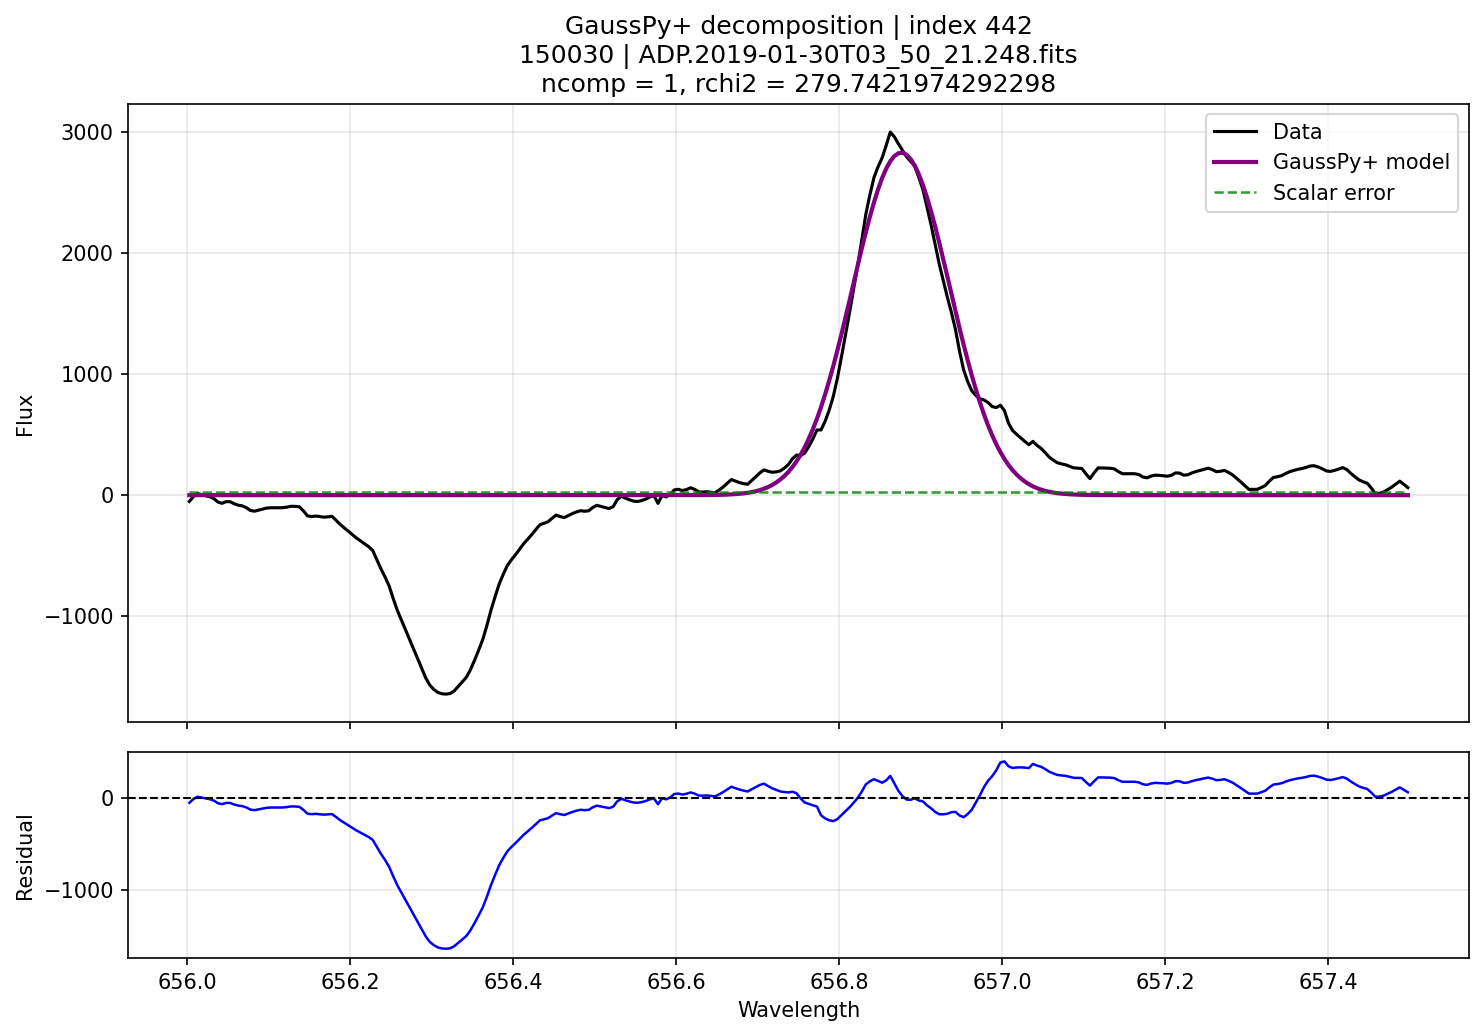 GaussPy+ decomposition | index 442
150030 | ADP.2019-01-30T03_50_21.248.fits
ncomp = 1, rchi2 = 279.7421974292298
Data
GaussPy+ model
Scalar error
3000
2000
1000
0
−1000
Flux
0
−1000
Residual
656.0
656.2
656.4
656.6
656.8
657.0
657.2
657.4
Wavelength